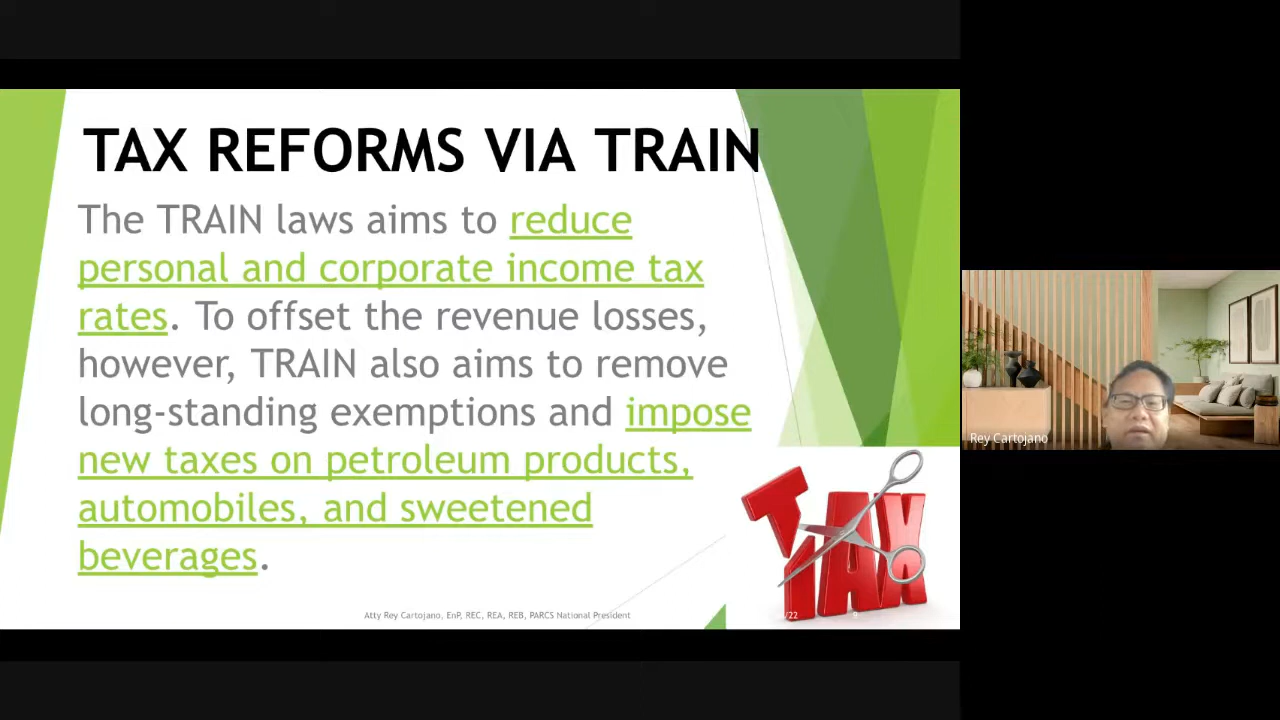 TAX REFORMS VIA TRAIN
The TRAIN laws aims to reduce
personal and corporate income tax
rates. To offset the revenue losses,
however, TRAIN also aims to remove
long-standing exemptions and impose
new taxes on petroleum products,
automobiles, and sweetened
beverages.
TAX
Atty Rey Cartojano, EnP, REC, REA, REB, PARCS National President
/22
9
Rey Cartojano